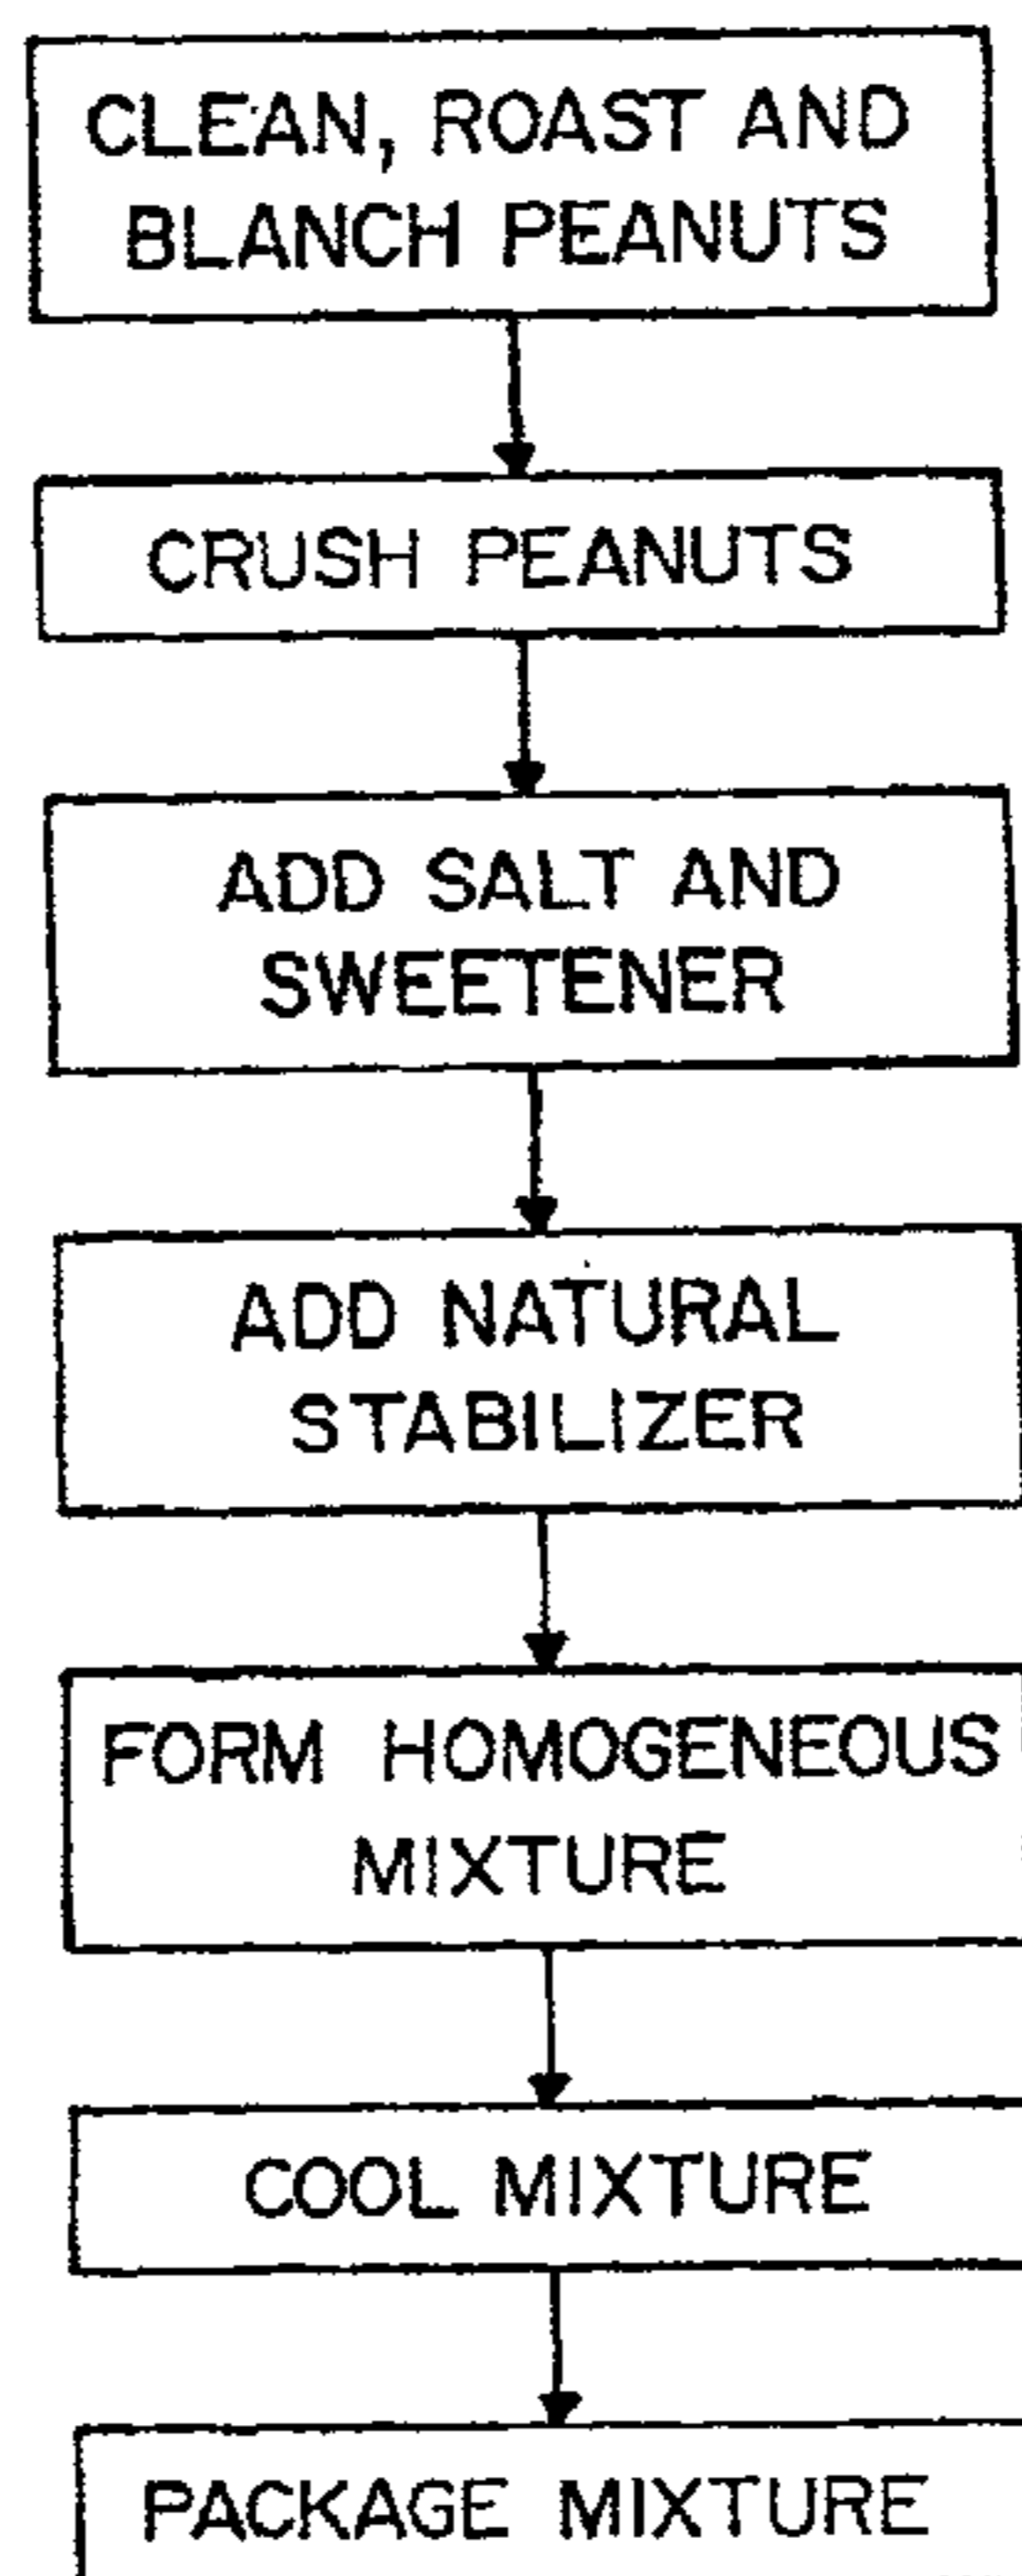 CLEAN, ROAST AND
BLANCH PEANUTS
CRUSH PEANUTS
ADD SALT AND
SWEETENER
ADD NATURAL
STABILIZER
FORM HOMOGENEOUS
MIXTURE
COOL MIXTURE
PACKAGE MIXTURE